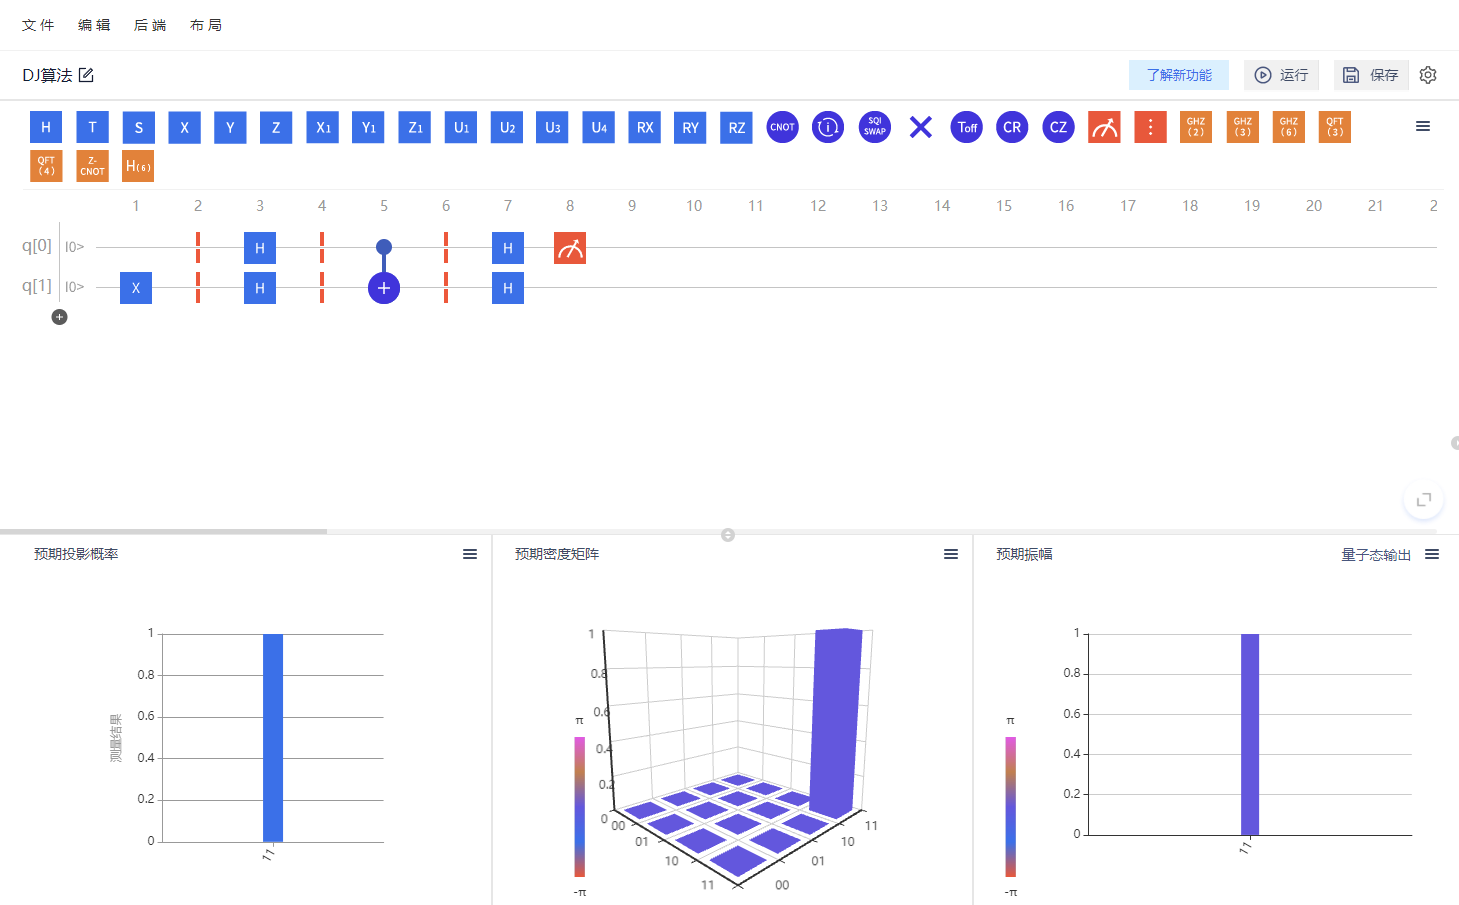 文件 编辑 后端 布局
DJ算法 了解新功能 运行 保存
H T S X Y Z X1 Y1 Z1 U1 U2 U3 U4 RX RY RZ CNOT i SQI SWAP Toff CR CZ GHZ (2) GHZ (3) GHZ (6) QFT (3)
QFT (4) Z-CNOT H(6)
1 2 3 4 5 6 7 8 9 10 11 12 13 14 15 16 17 18 19 20 21 2
q[0] |0> H H
q[1] |0> X H + H
+
预期投影概率
测量结果
1
0.8
0.6
0.4
0.2
0
11
预期密度矩阵
π
-π
1
0.8
0.6
0.4
0.2
0
00 01 10 11
00 01 10 11
预期振幅 量子态输出
π
-π
1
0.8
0.6
0.4
0.2
0
11